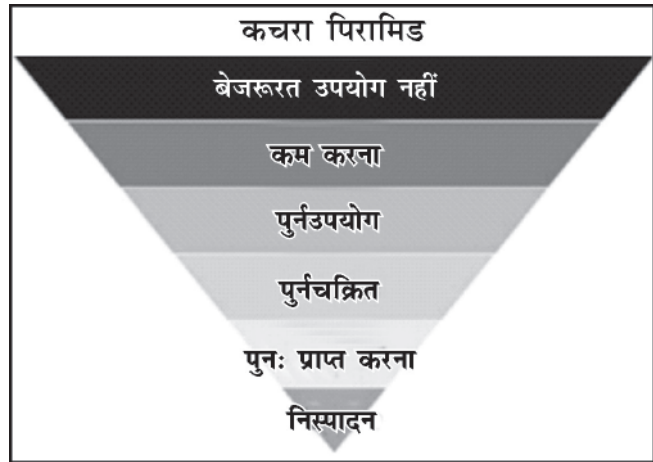 कचरा पिरामिड
बेजरूरत उपयोग नहीं
कम करना
पुर्नउपयोग
पुर्नचक्रित
पुनः प्राप्त करना
निस्पादन